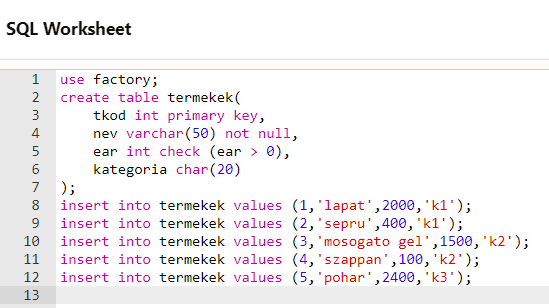 SQL Worksheet
1 use factory;
2 create table termekek(
3 tkod int primary key,
4 nev varchar(50) not null,
5 ear int check (ear > 0),
6 kategoria char(20)
7 );
8 insert into termekek values (1,'lapat',2000,'k1');
9 insert into termekek values (2,'sepru',400,'k1');
10 insert into termekek values (3,'mosogato gel',1500,'k2');
11 insert into termekek values (4,'szappan',100,'k2');
12 insert into termekek values (5,'pohar',2400,'k3');
13